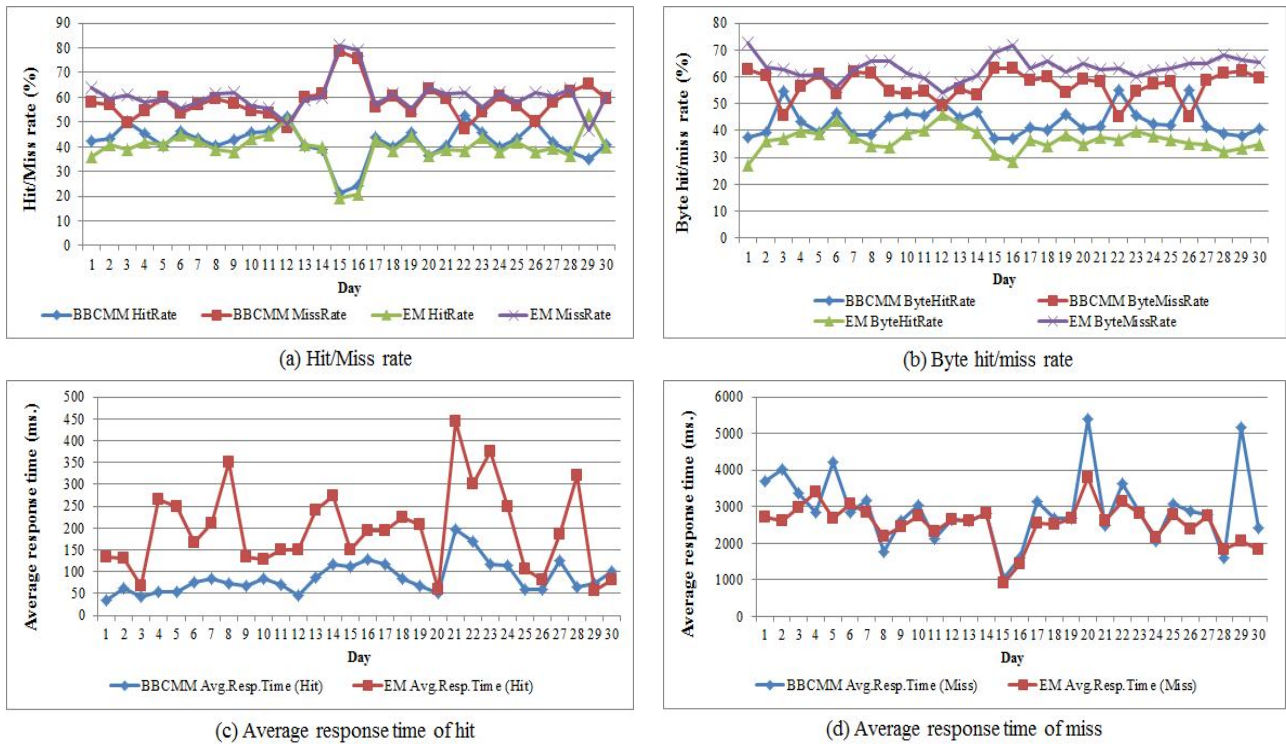 Hit/Miss rate (%)
90
80
70
60
50
40
30
20
10
0
1 2 3 4 5 6 7 8 9 10 11 12 13 14 15 16 17 18 19 20 21 22 23 24 25 26 27 28 29 30
Day
BBCMM HitRate BBCMM MissRate EM HitRate EM MissRate
(a) Hit/Miss rate
Byte hit/miss rate (%)
80
70
60
50
40
30
20
10
0
1 2 3 4 5 6 7 8 9 10 11 12 13 14 15 16 17 18 19 20 21 22 23 24 25 26 27 28 29 30
Day
BBCMM ByteHitRate BBCMM ByteMissRate
EM ByteHitRate EM ByteMissRate
(b) Byte hit/miss rate
Average response time (ms.)
500
450
400
350
300
250
200
150
100
50
0
1 2 3 4 5 6 7 8 9 10 11 12 13 14 15 16 17 18 19 20 21 22 23 24 25 26 27 28 29 30
Day
BBCMM Avg.Resp.Time (Hit) EM Avg.Resp.Time (Hit)
(c) Average response time of hit
Average response time (ms.)
6000
5000
4000
3000
2000
1000
0
1 2 3 4 5 6 7 8 9 10 11 12 13 14 15 16 17 18 19 20 21 22 23 24 25 26 27 28 29 30
Day
BBCMM Avg.Resp.Time (Miss) EM Avg.Resp.Time (Miss)
(d) Average response time of miss